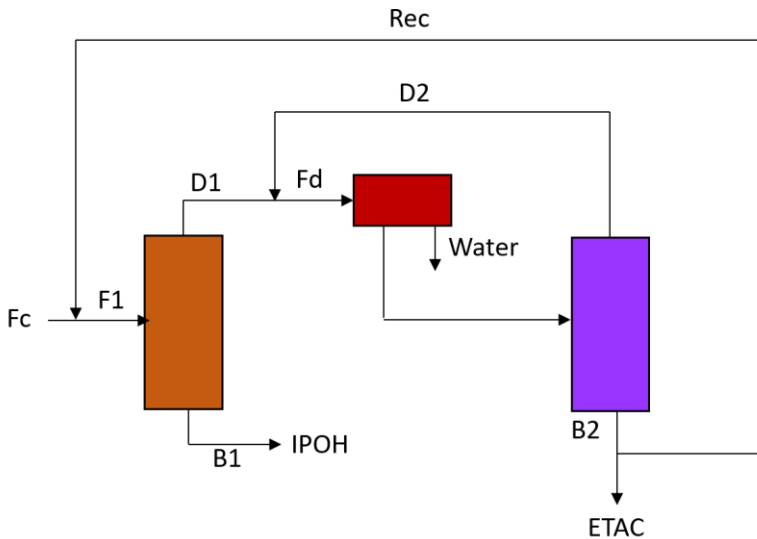 Rec
D2
D1
Fd
Water
F1
Fc
B2
B1
IPOH
ETAC